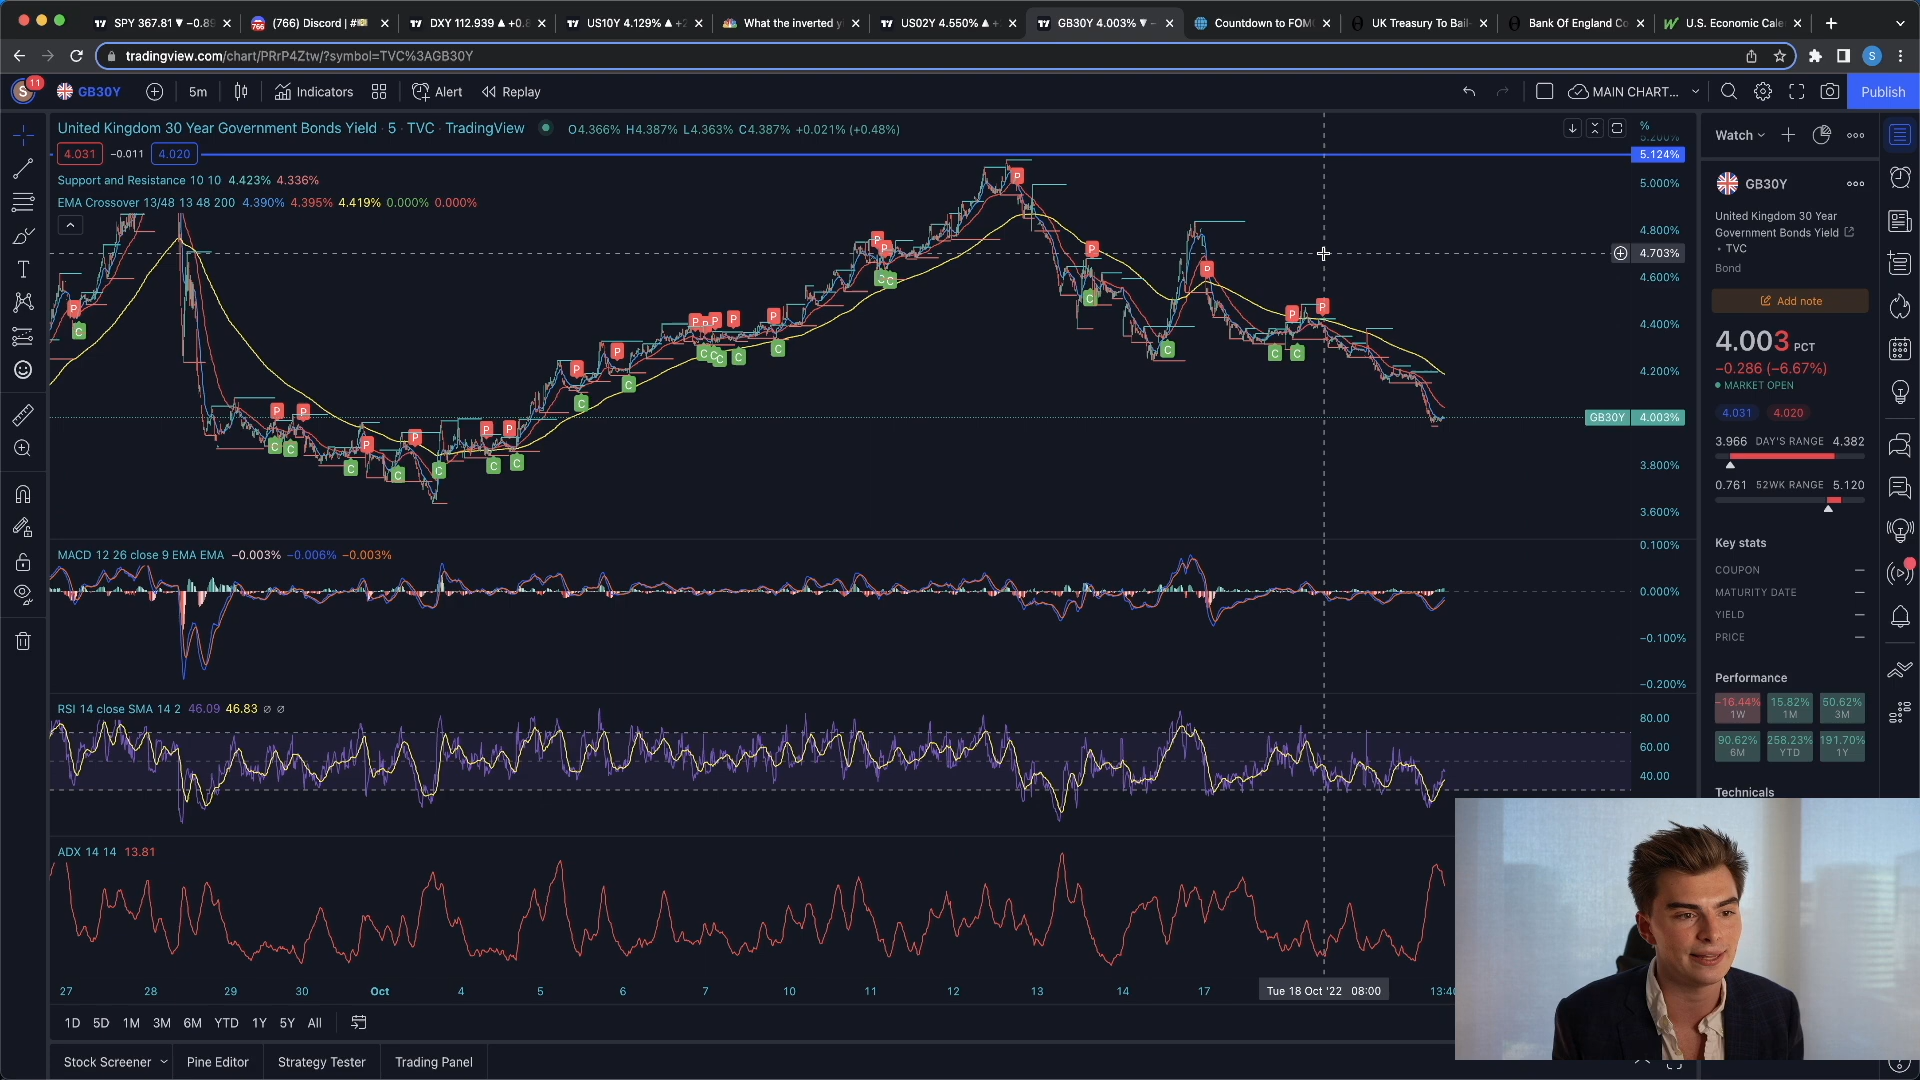 SPY 367.81 ▼ −0.89
(766) Discord | #
DXY 112.939 ▲ +0.8
US10Y 4.129% ▲ +2
What the inverted yi
US02Y 4.550% ▲ +
GB30Y 4.003% ▼ −
Countdown to FOMC
UK Treasury To Bail-
Bank Of England Co
U.S. Economic Cale
tradingview.com/chart/PRrP4Ztw/?symbol=TVC%3AGB30Y
S
11
GB30Y
5m
Indicators
Alert
Replay
MAIN CHART...
Publish
United Kingdom 30 Year Government Bonds Yield · 5 · TVC · TradingView
O4.366% H4.387% L4.363% C4.387% +0.021% (+0.48%)
4.031 −0.011 4.020
Support and Resistance 10 10 4.423% 4.336%
EMA Crossover 13/48 13 48 200 4.390% 4.395% 4.419% 0.000% 0.000%
%
5.200%
5.124%
5.000%
4.800%
4.703%
4.600%
4.400%
4.200%
GB30Y 4.003%
3.800%
3.600%
MACD 12 26 close 9 EMA EMA −0.003% −0.006% −0.003%
0.100%
0.000%
−0.100%
−0.200%
RSI 14 close SMA 14 2 46.09 46.83 ∅ ∅
80.00
60.00
40.00
ADX 14 14 13.81
27 28 29 30 Oct 4 5 6 7 10 11 12 13 14 17 Tue 18 Oct '22 08:00 13:40
1D 5D 1M 3M 6M YTD 1Y 5Y All
Stock Screener Pine Editor Strategy Tester Trading Panel
Watch
GB30Y
United Kingdom 30 Year
Government Bonds Yield
• TVC
Bond
Add note
4.003 PCT
−0.286 (−6.67%)
MARKET OPEN
4.031 4.020
3.966 DAY'S RANGE 4.382
0.761 52WK RANGE 5.120
Key stats
COUPON —
MATURITY DATE —
YIELD —
PRICE —
Performance
−16.44% 15.82% 50.62%
1W 1M 3M
90.62% 258.23% 191.70%
6M YTD 1Y
Technicals